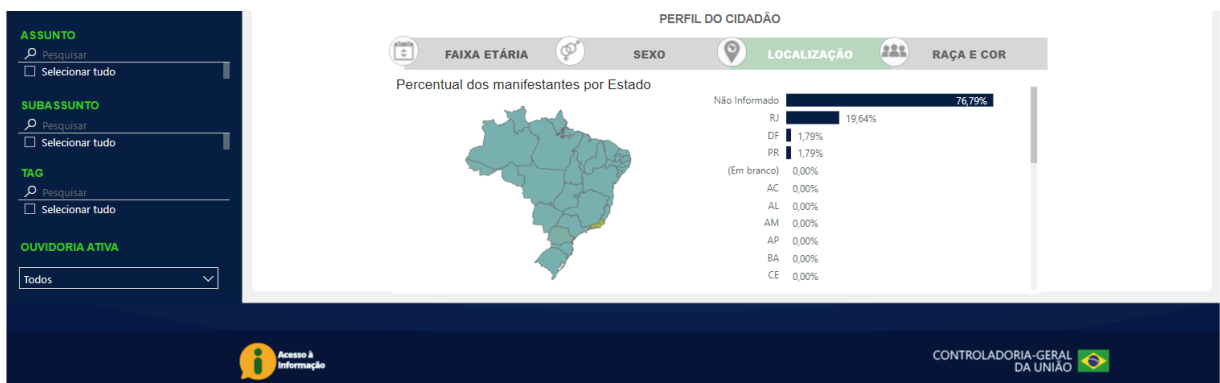 ASSUNTO
Pesquisar
Selecionar tudo
SUBASSUNTO
Pesquisar
Selecionar tudo
TAG
Pesquisar
Selecionar tudo
OUVIDORIA ATIVA
Todos
PERFIL DO CIDADÃO
FAIXA ETÁRIA SEXO LOCALIZAÇÃO RAÇA E COR
Percentual dos manifestantes por Estado
Não Informado 76,79%
RJ 19,64%
DF 1,79%
PR 1,79%
(Em branco) 0,00%
AC 0,00%
AL 0,00%
AM 0,00%
AP 0,00%
BA 0,00%
CE 0,00%
Acesso à
Informação
CONTROLADORIA-GERAL
DA UNIÃO